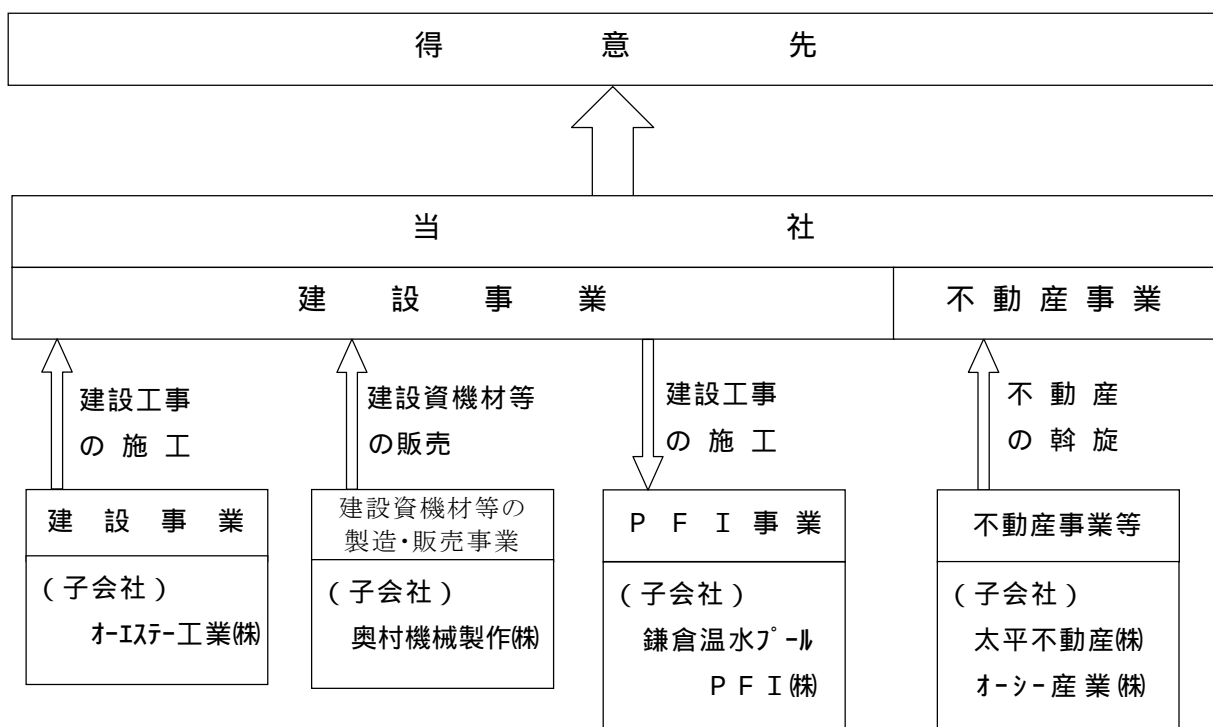 得意先
当社
建設事業
不動産事業
建設工事
の施工
建設資機材等
の販売
建設工事
の施工
不動産
の斡旋
建設事業
(子会社)
オーエステー工業㈱
建設資機材等の
製造・販売事業
(子会社)
奥村機械製作㈱
PFI事業
(子会社)
鎌倉温水プール
PFI㈱
不動産事業等
(子会社)
太平不動産㈱
オーシー産業㈱